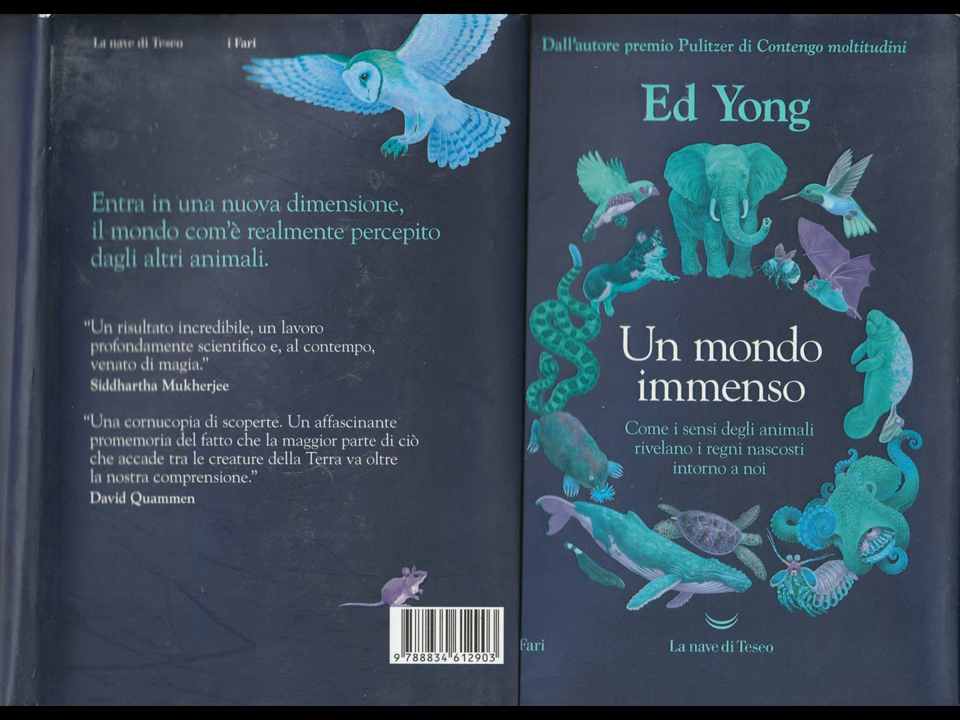 La nave di Teseo
i Fari
Entra in una nuova dimensione,
il mondo com'è realmente percepito
dagli altri animali.
“Un risultato incredibile, un lavoro
profondamente scientifico e, al contempo,
venato di magia.”
Siddhartha Mukherjee
“Una cornucopia di scoperte. Un affascinante
promemoria del fatto che la maggior parte di ciò
che accade tra le creature della Terra va oltre
la nostra comprensione.”
David Quammen
9 788834 612903
Dall'autore premio Pulitzer di Contengo moltitudini
Ed Yong
Un mondo
immenso
Come i sensi degli animali
rivelano i regni nascosti
intorno a noi
Fari
La nave di Teseo